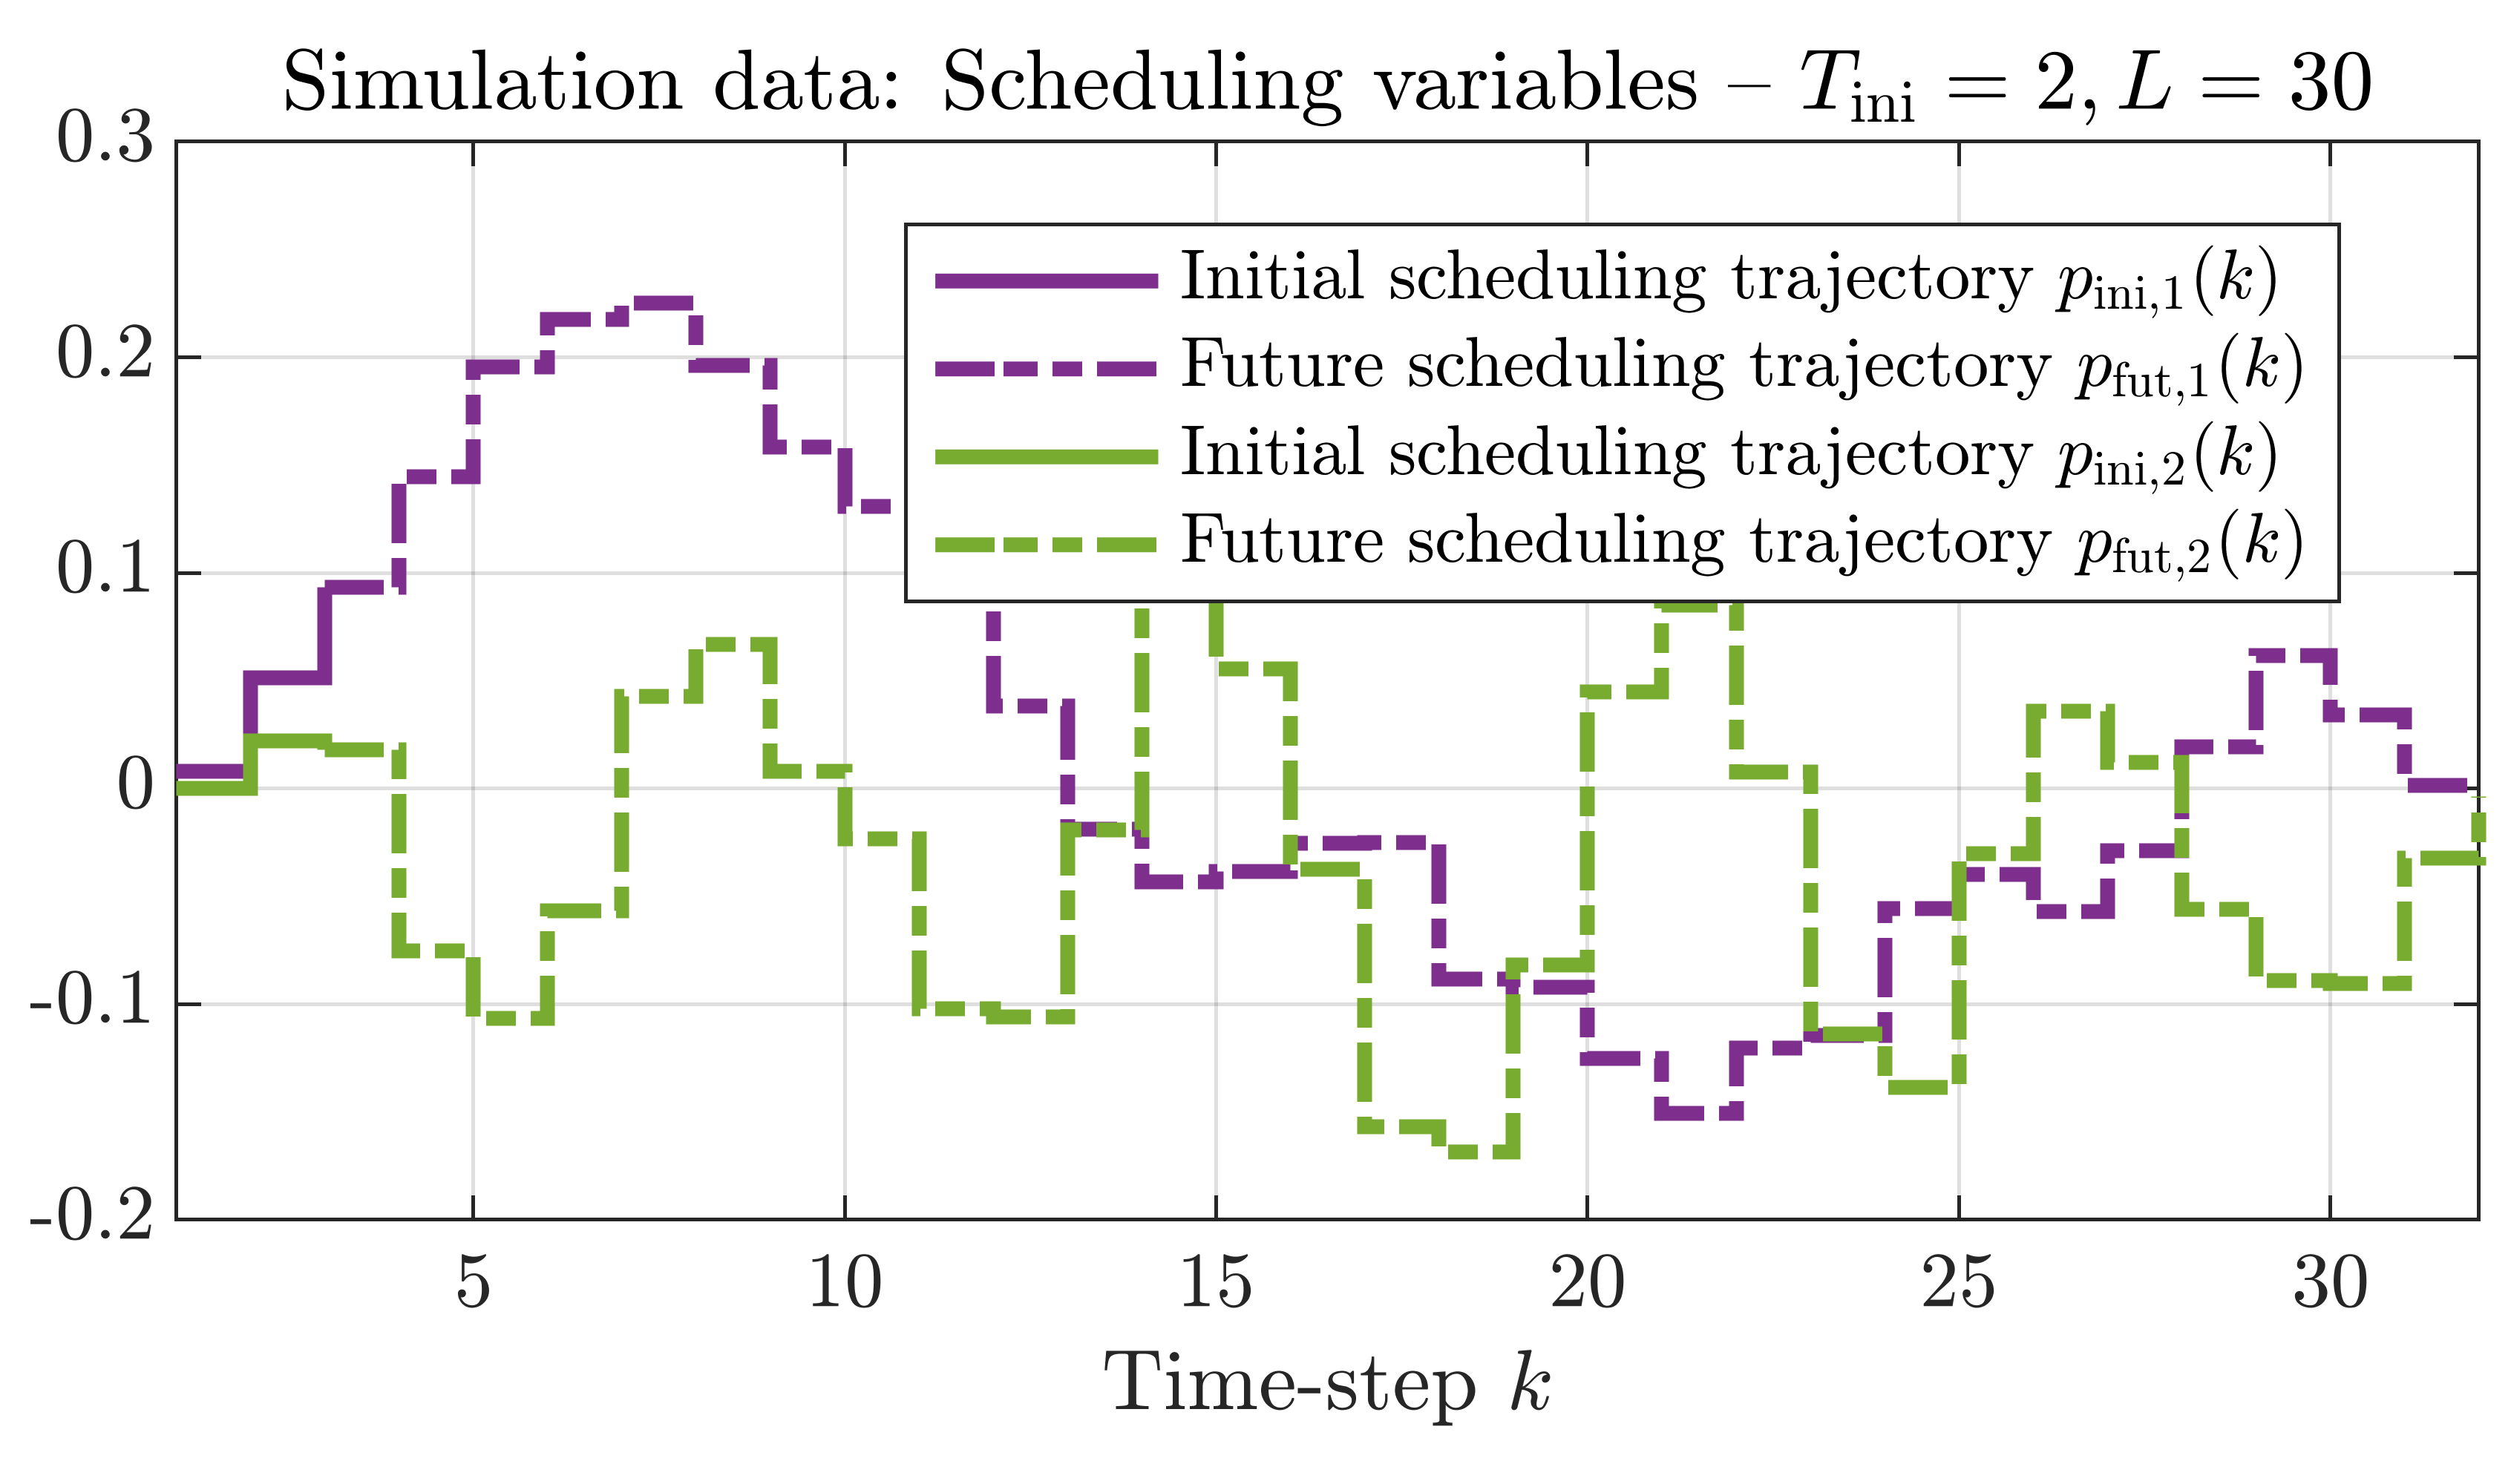 Simulation data: Scheduling variables – T_ini = 2, L = 30
0.3
0.2
0.1
0
-0.1
-0.2
Initial scheduling trajectory p_ini,1(k)
Future scheduling trajectory p_fut,1(k)
Initial scheduling trajectory p_ini,2(k)
Future scheduling trajectory p_fut,2(k)
5 10 15 20 25 30
Time-step k